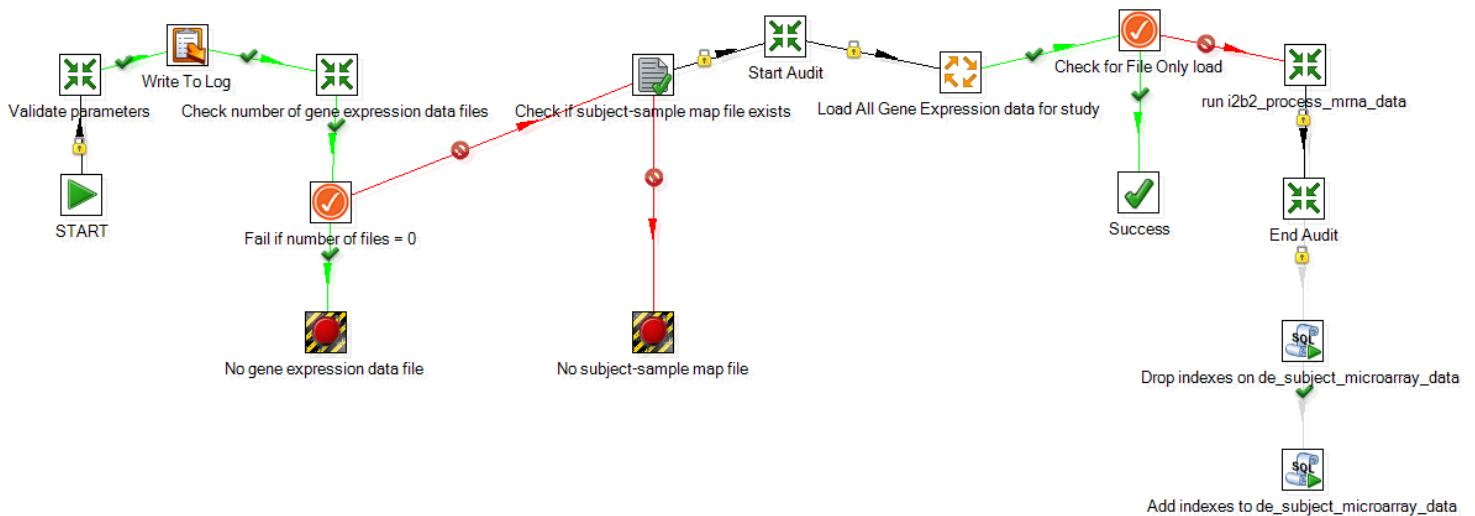 Write To Log
Start Audit
Check for File Only load
Validate parameters
Check number of gene expression data files
Check if subject-sample map file exists
Load All Gene Expression data for study
run i2b2_process_mrna_data
START
Fail if number of files = 0
Success
End Audit
No gene expression data file
No subject-sample map file
SQL
Drop indexes on de_subject_microarray_data
SQL
Add indexes to de_subject_microarray_data